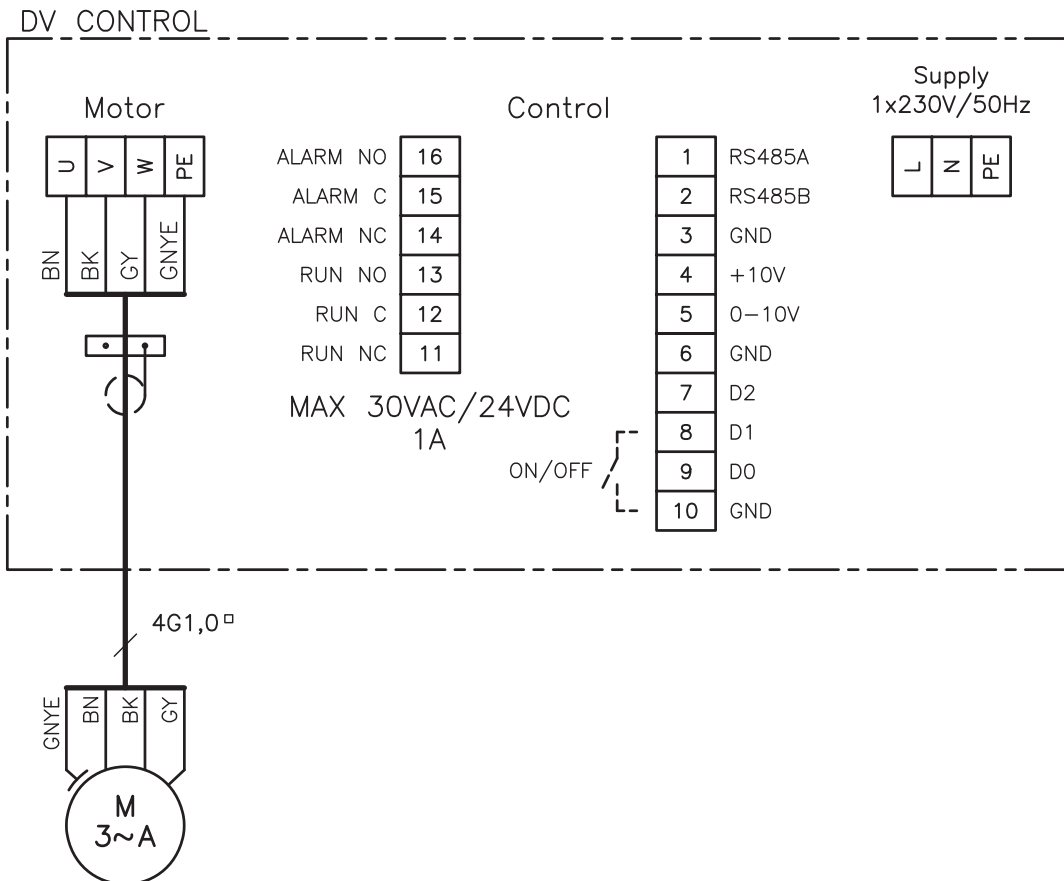 DV CONTROL
Motor
U V W PE
BN BK GY GNYE
Control
ALARM NO 16
ALARM C 15
ALARM NC 14
RUN NO 13
RUN C 12
RUN NC 11
MAX 30VAC/24VDC
1A
1 RS485A
2 RS485B
3 GND
4 +10V
5 0-10V
6 GND
7 D2
8 D1
9 D0
10 GND
ON/OFF
Supply
1x230V/50Hz
L N PE
4G1,0▫
GNYE BN BK GY
M
3~A